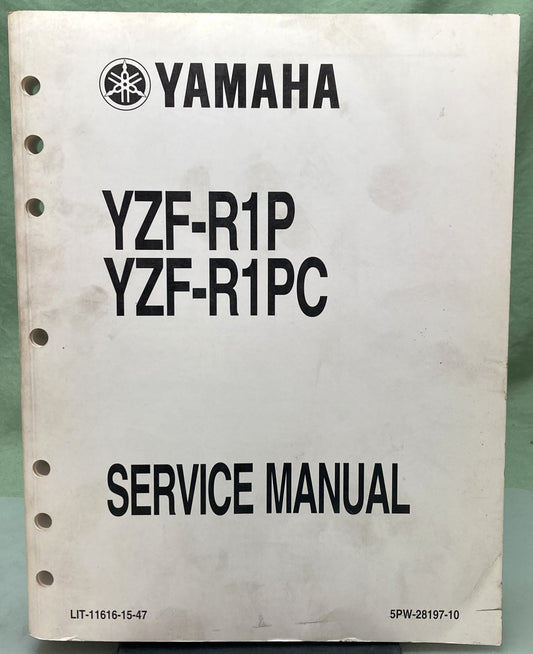 YAMAHA
YZF-R1P
YZF-R1PC
SERVICE MANUAL
LIT-11616-15-47 5PW-28197-10